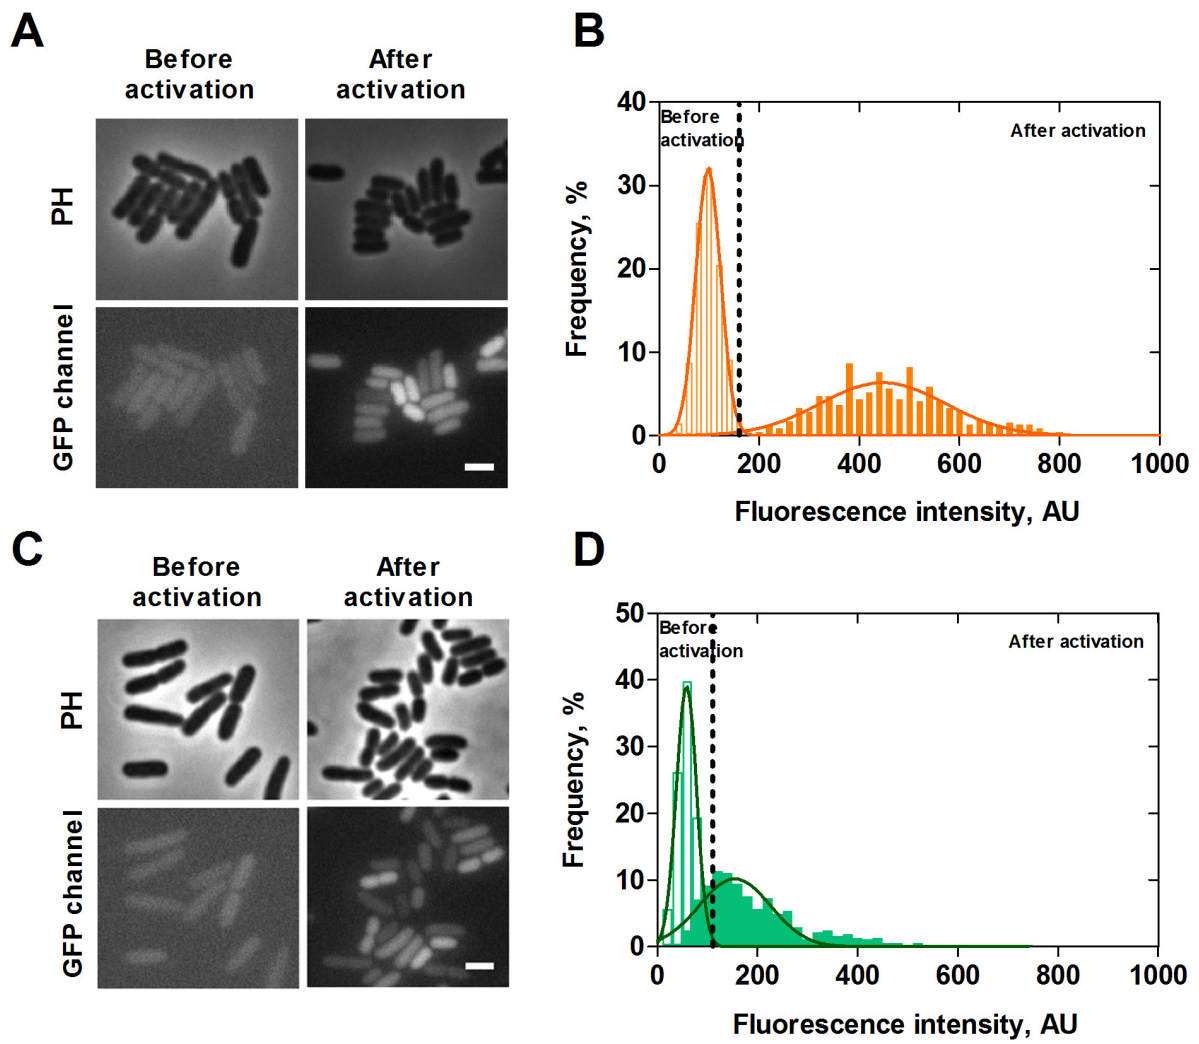 A
Before
activation
After
activation
PH
GFP channel
B
40
30
20
10
0
Frequency, %
Before
activation
After activation
0 200 400 600 800 1000
Fluorescence intensity, AU
C
Before
activation
After
activation
PH
GFP channel
D
50
40
30
20
10
0
Frequency, %
Before
activation
After activation
0 200 400 600 800 1000
Fluorescence intensity, AU